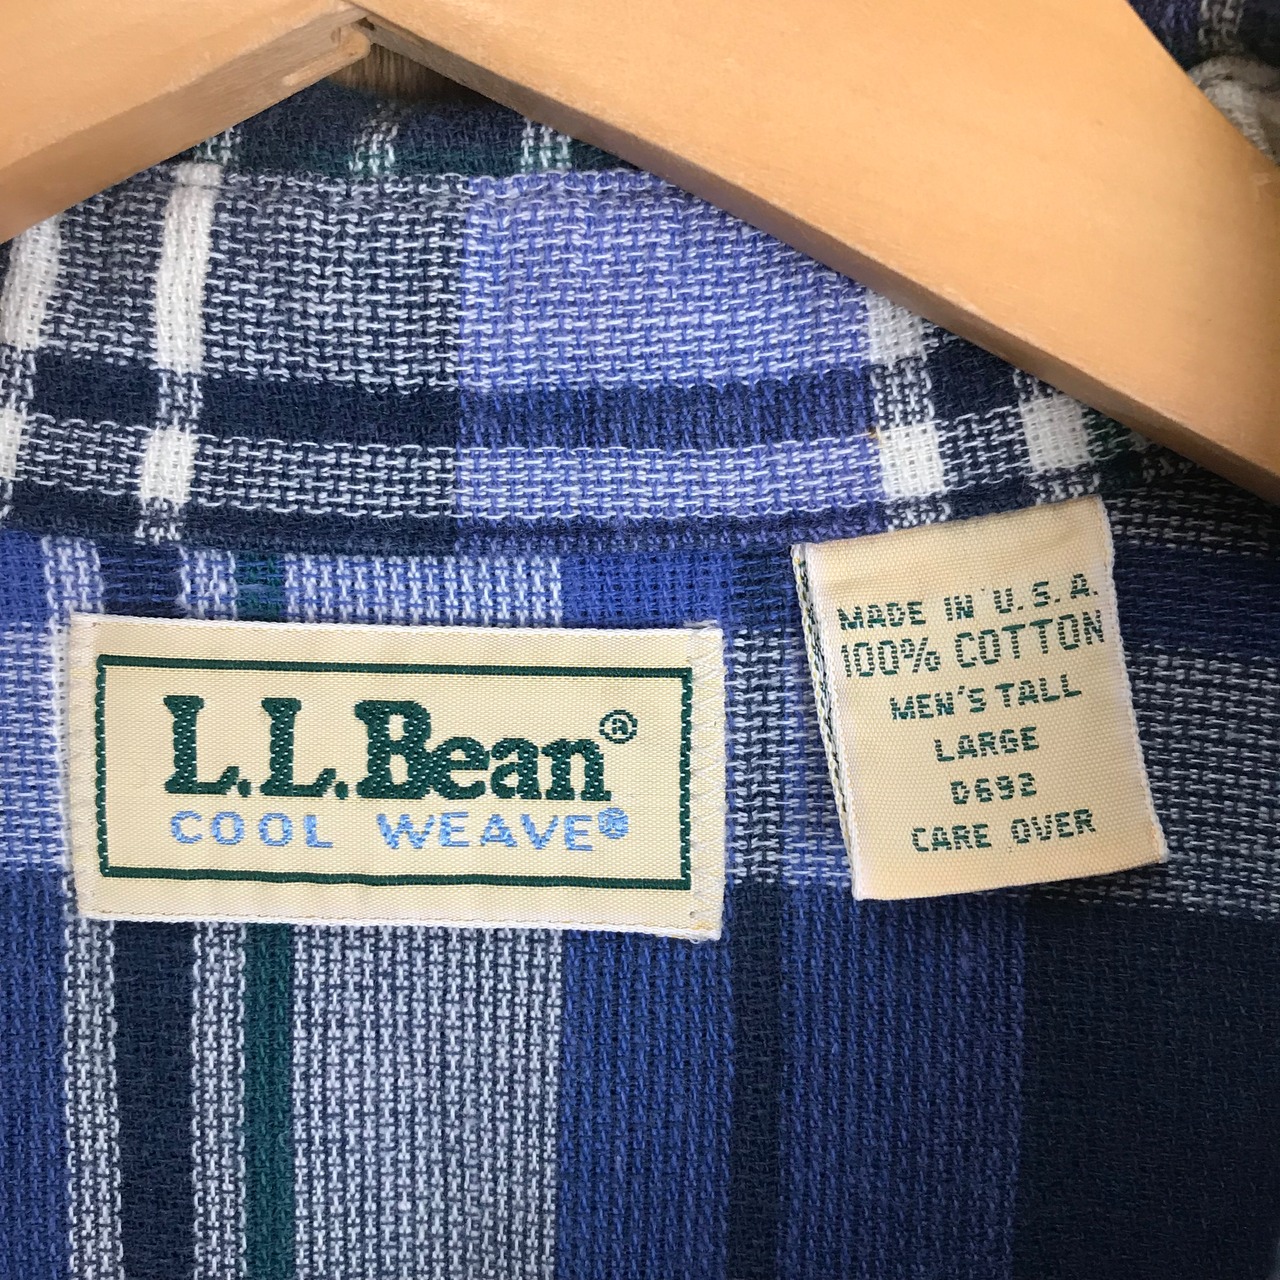 L.L.Bean®
COOL WEAVE®
MADE IN U.S.A.
100% COTTON
MEN'S TALL
LARGE
D692
CARE OVER